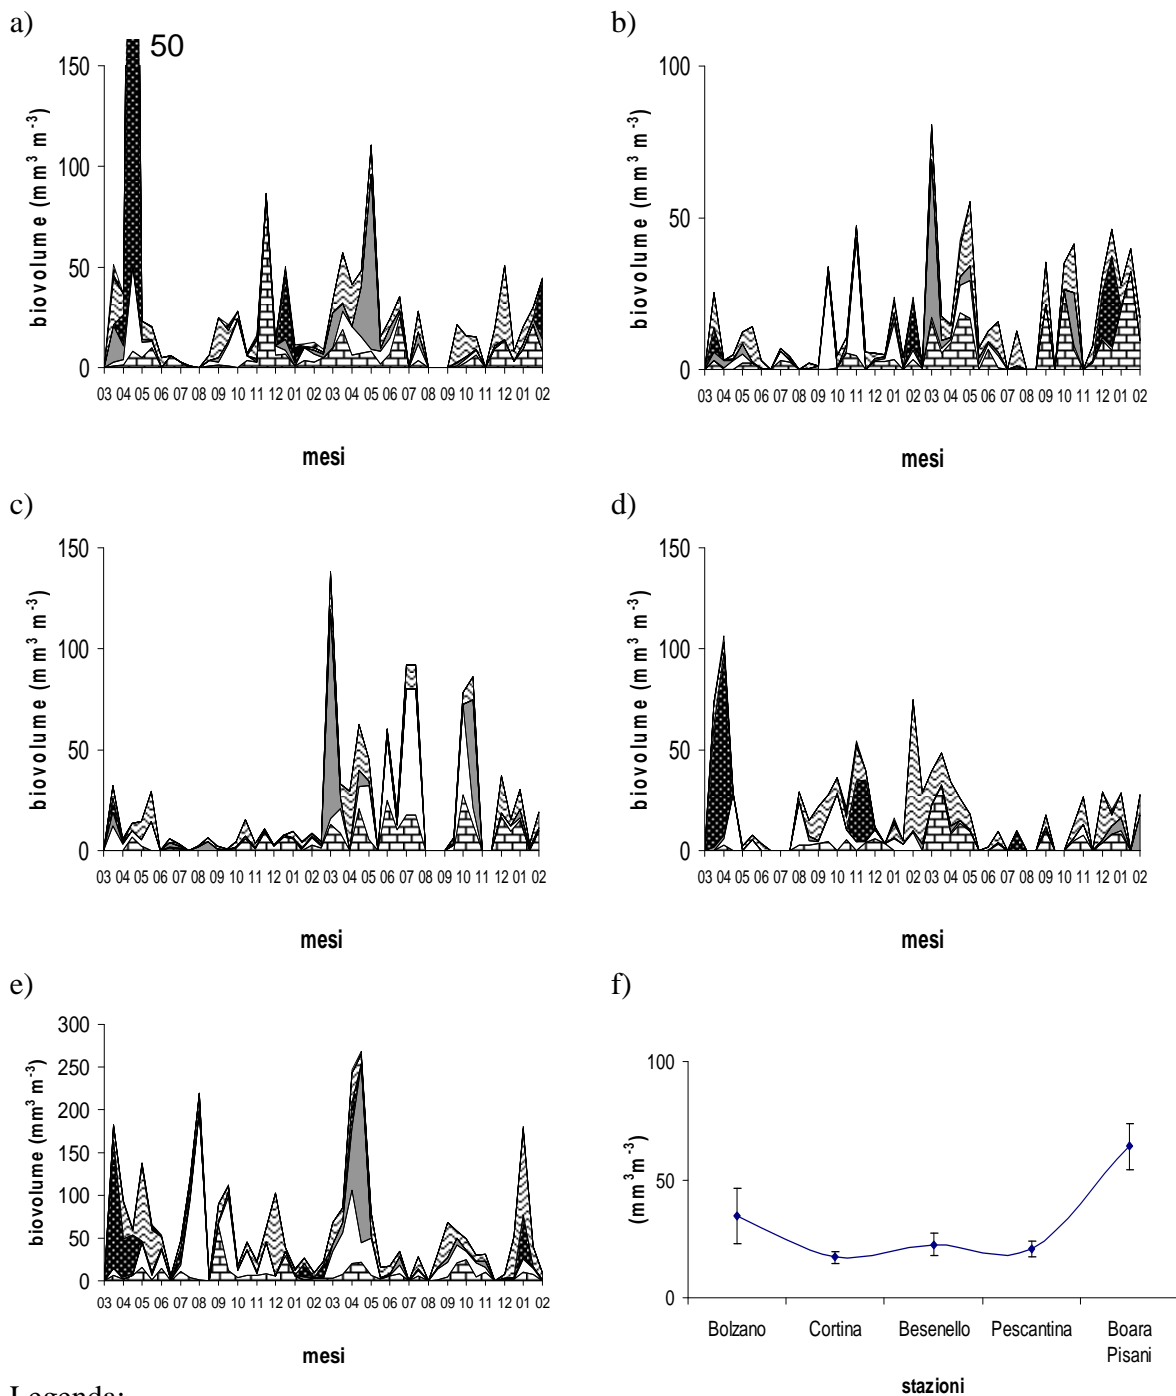 a)
50
150
100
50
0
biovolume (mm³ m⁻³)
03 04 05 06 07 08 09 10 11 12 01 02 03 04 05 06 07 08 09 10 11 12 01 02
mesi
b)
100
50
0
biovolume (mm³ m⁻³)
03 04 05 06 07 08 09 10 11 12 01 02 03 04 05 06 07 08 09 10 11 12 01 02
mesi
c)
150
100
50
0
biovolume (mm³ m⁻³)
03 04 05 06 07 08 09 10 11 12 01 02 03 04 05 06 07 08 09 10 11 12 01 02
mesi
d)
150
100
50
0
biovolume (mm³ m⁻³)
03 04 05 06 07 08 09 10 11 12 01 02 03 04 05 06 07 08 09 10 11 12 01 02
mesi
e)
300
250
200
150
100
50
0
biovolume (mm³ m⁻³)
03 04 05 06 07 08 09 10 11 12 01 02 03 04 05 06 07 08 09 10 11 12 01 02
mesi
f)
100
50
0
(mm³m⁻³)
Bolzano Cortina Besenello Pescantina Boara
Pisani
stazioni
Legenda: